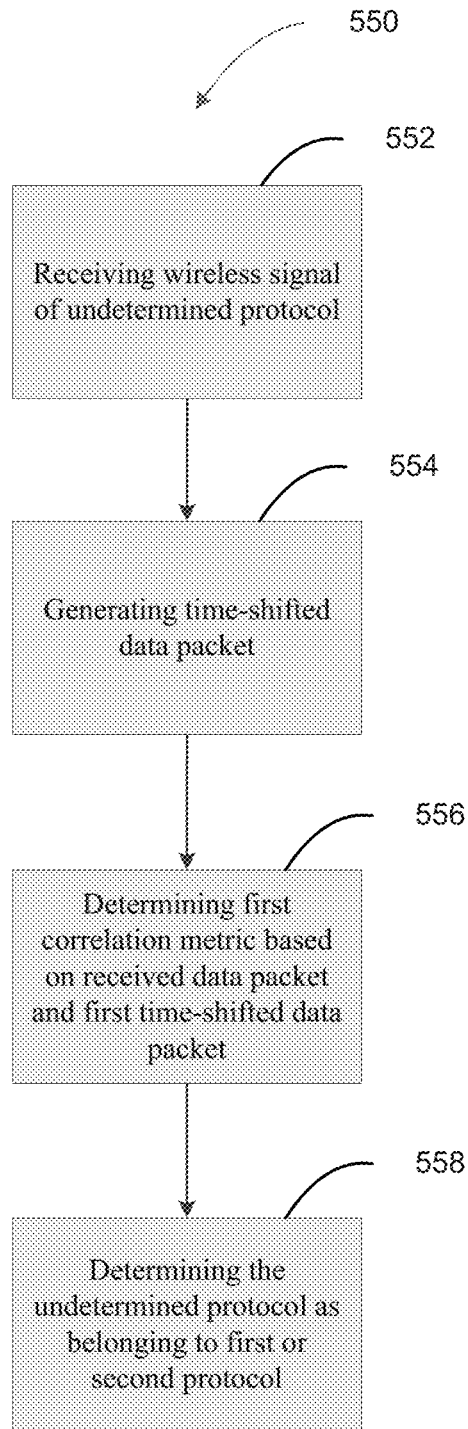 550
552
Receiving wireless signal
of undetermined protocol
554
Generating time-shifted
data packet
556
Determining first
correlation metric based
on received data packet
and first time-shifted data
packet
558
Determining the
undetermined protocol as
belonging to first or
second protocol